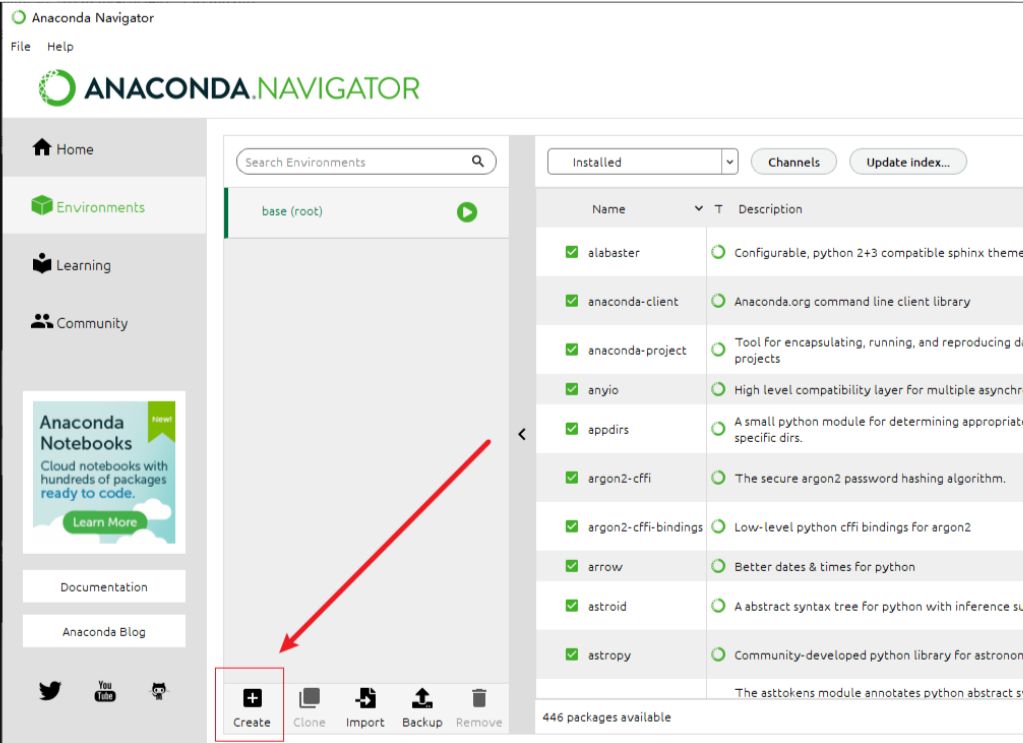 Anaconda Navigator
File Help
ANACONDA.NAVIGATOR
Home
Environments
Learning
Community
Anaconda
Notebooks
New!
Cloud notebooks with
hundreds of packages
ready to code.
Learn More
Documentation
Anaconda Blog
You
Tube
Search Environments
base (root)
Create Clone Import Backup Remove
Installed Channels Update index...
Name T Description
alabaster Configurable, python 2+3 compatible sphinx theme
anaconda-client Anaconda.org command line client library
anaconda-project Tool for encapsulating, running, and reproducing da
projects
anyio High level compatibility layer for multiple asynchr
appdirs A small python module for determining appropriate
specific dirs.
argon2-cffi The secure argon2 password hashing algorithm.
argon2-cffi-bindings Low-level python cffi bindings for argon2
arrow Better dates & times for python
astroid A abstract syntax tree for python with inference su
astropy Community-developed python library for astronom
The asttokens module annotates python abstract sy
446 packages available